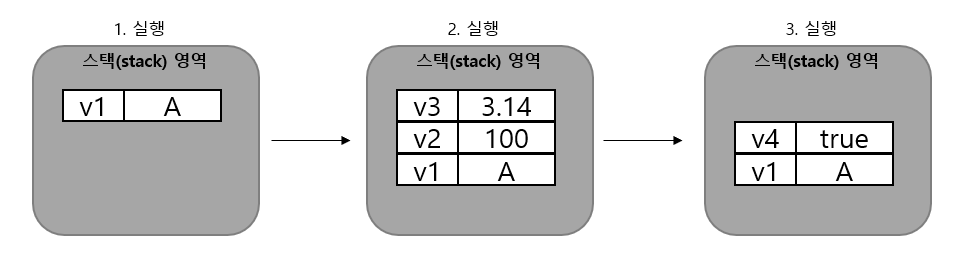 1. 실행
스택(stack) 영역
v1 A
2. 실행
스택(stack) 영역
v3 3.14
v2 100
v1 A
3. 실행
스택(stack) 영역
v4 true
v1 A